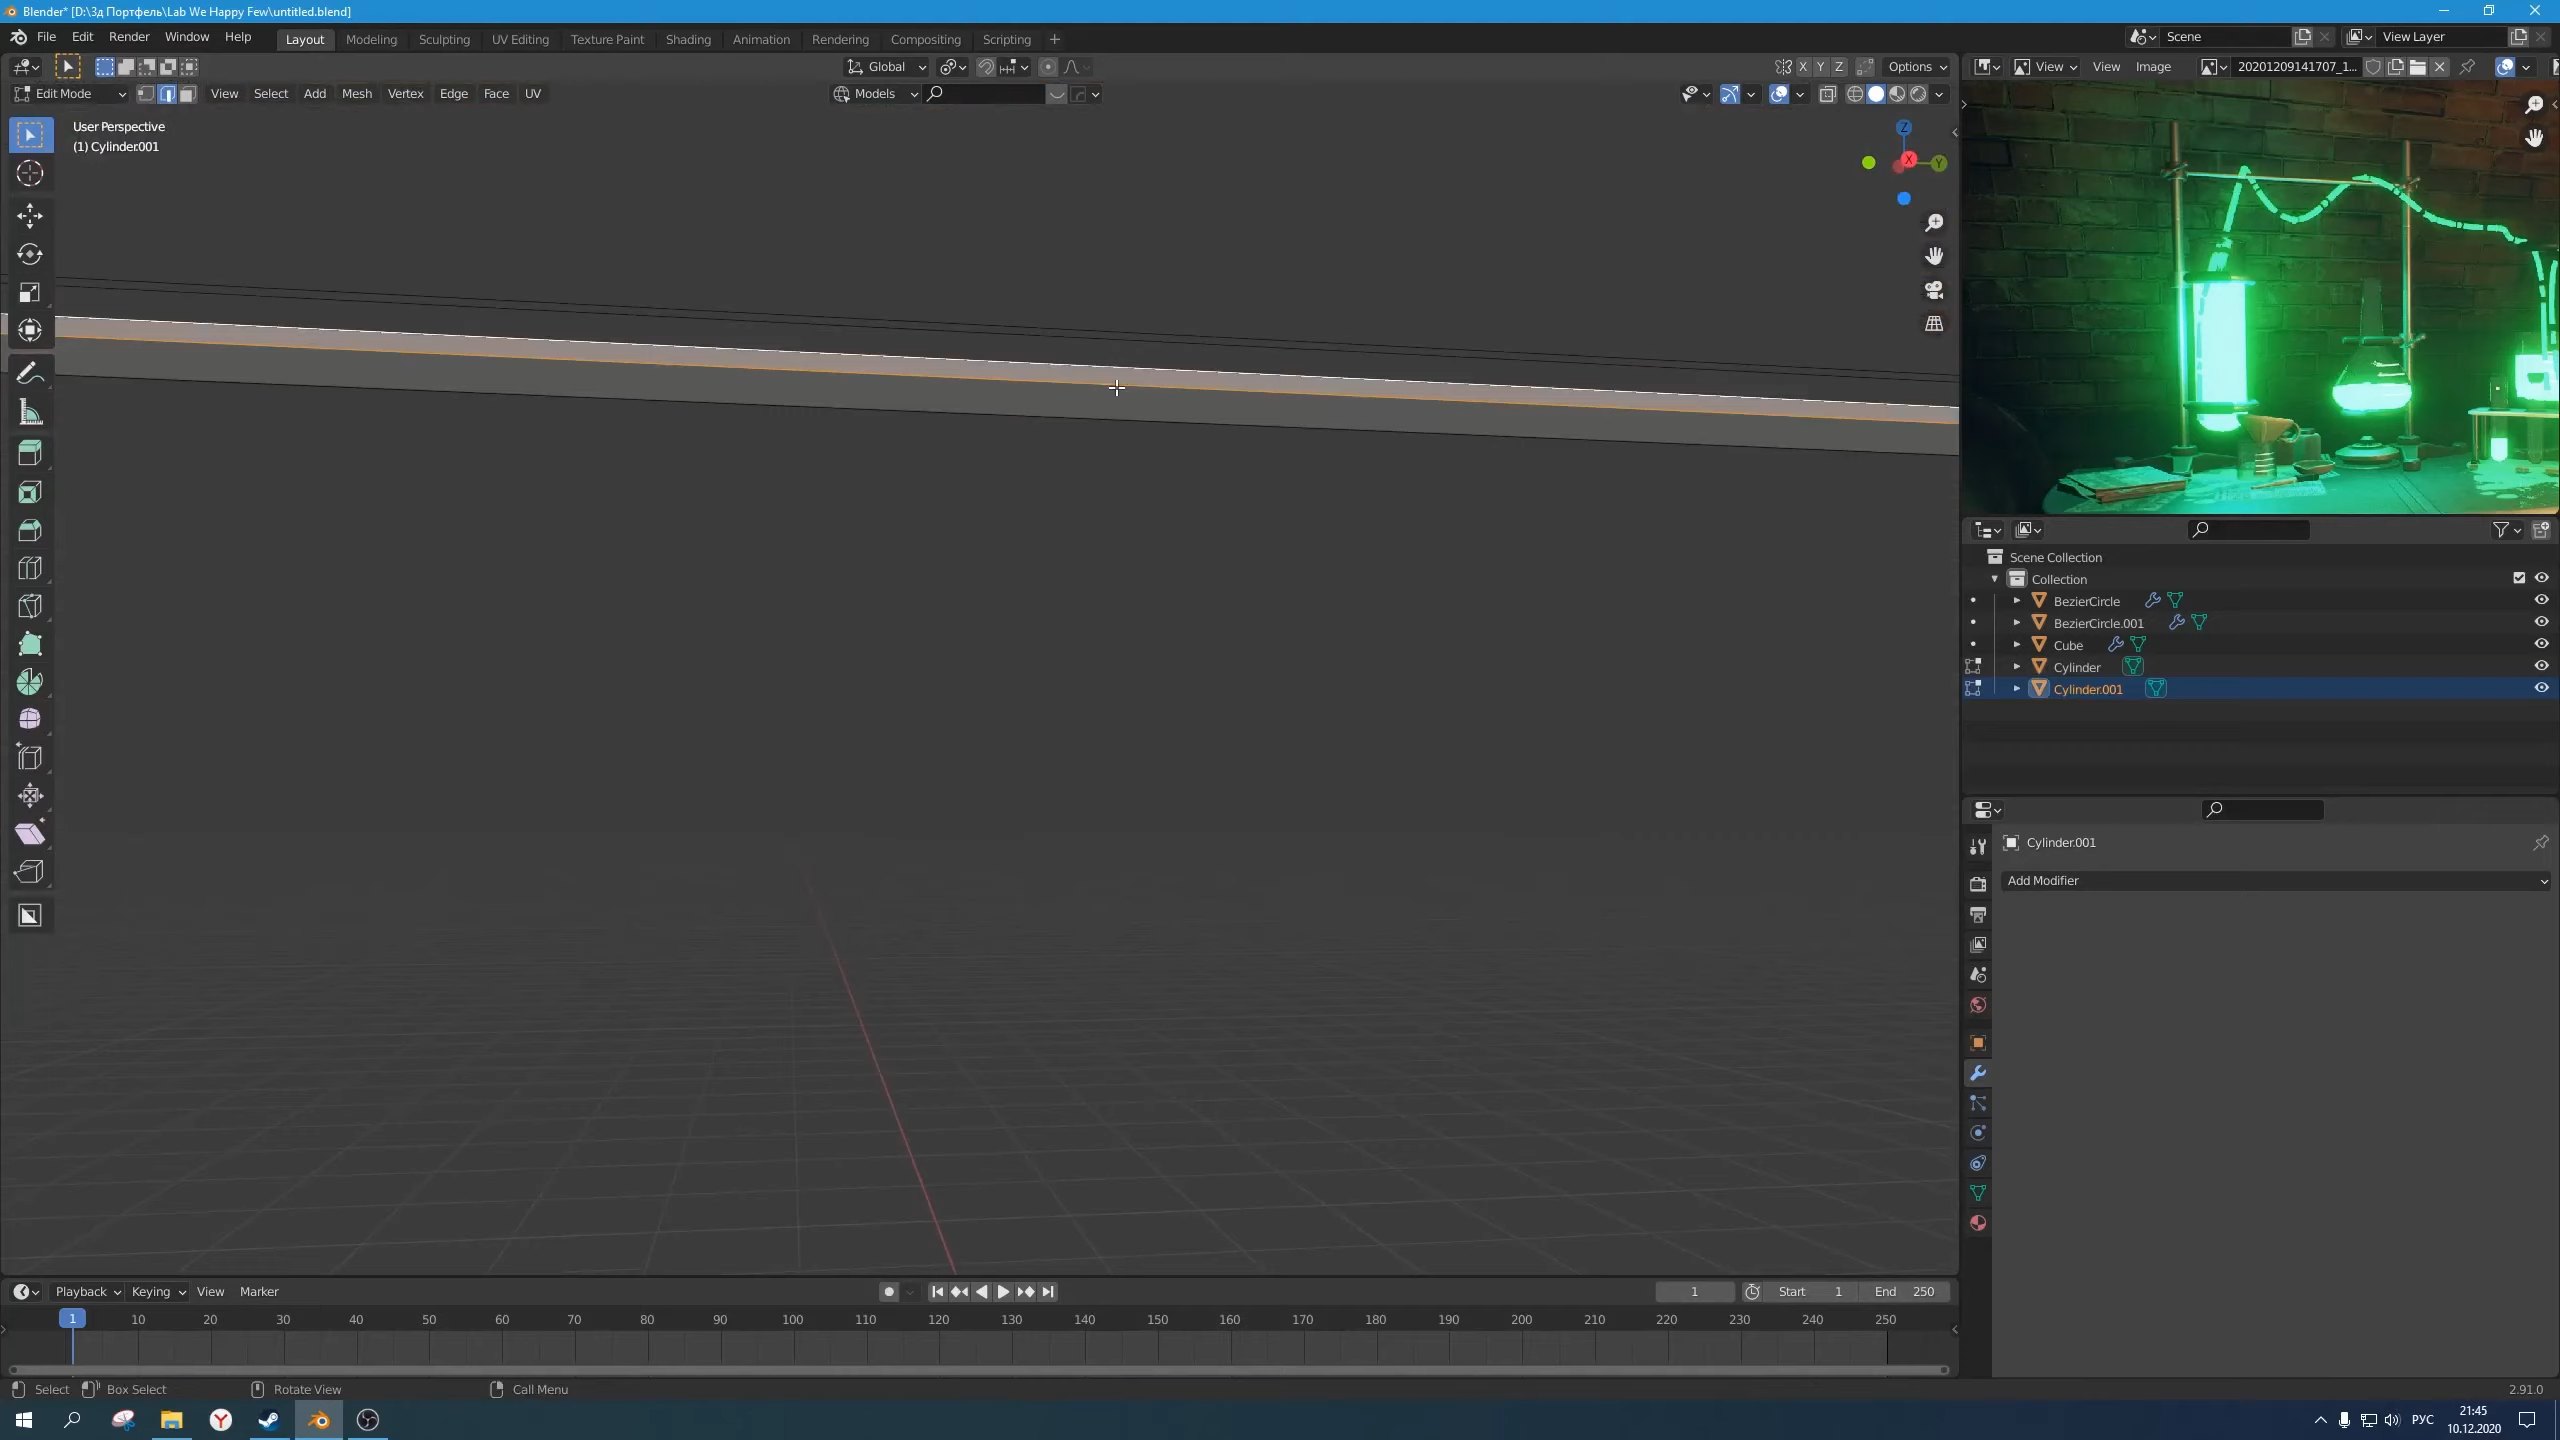 Blender* [D:\3д Портфель\Lab We Happy Few\untitled.blend]
File Edit Render Window Help Layout Modeling Sculpting UV Editing Texture Paint Shading Animation Rendering Compositing Scripting + Scene View Layer
Global X Y Z Options View View Image 20201209141707_1...
Edit Mode View Select Add Mesh Vertex Edge Face UV Models
User Perspective
(1) Cylinder.001
Z
X Y
Scene Collection
Collection
BezierCircle
BezierCircle.001
Cube
Cylinder
Cylinder.001
Cylinder.001
Add Modifier
Playback Keying View Marker 1 Start 1 End 250
1 10 20 30 40 50 60 70 80 90 100 110 120 130 140 150 160 170 180 190 200 210 220 230 240 250
Select Box Select Rotate View Call Menu 2.91.0
РУС 21:45
10.12.2020